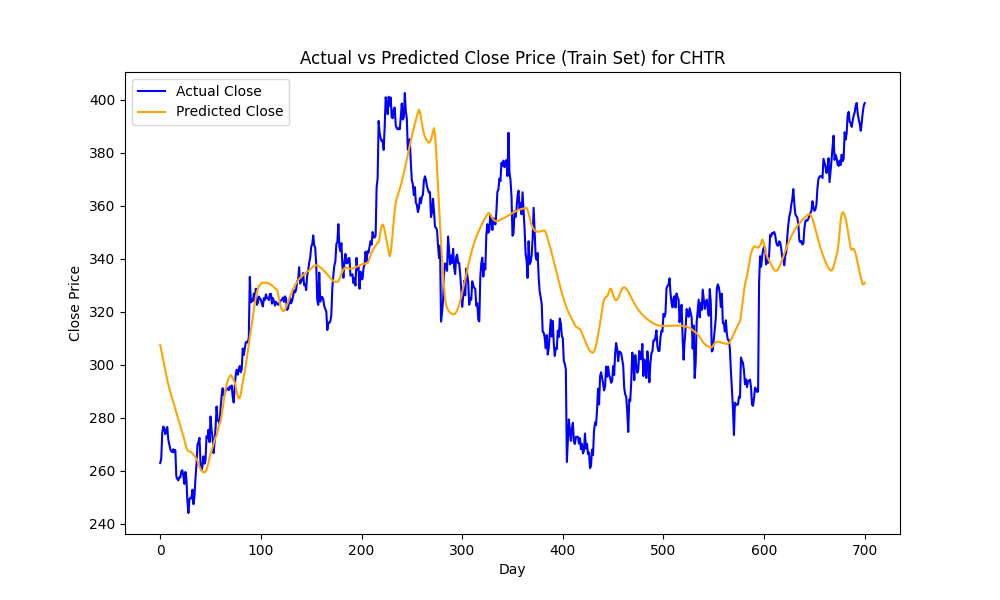 Actual vs Predicted Close Price (Train Set) for CHTR
Actual Close
Predicted Close
Close Price
400
380
360
340
320
300
280
260
240
0 100 200 300 400 500 600 700
Day